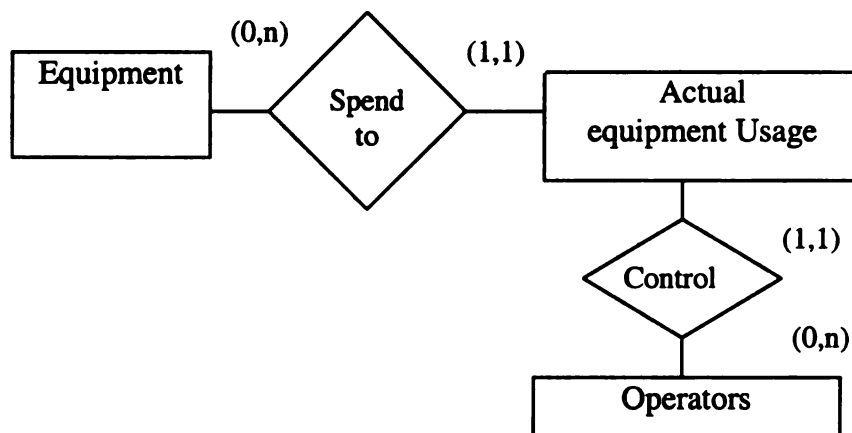 (0,n)
(1,1)
Equipment
Spend
to
Actual
equipment Usage
(1,1)
Control
(0,n)
Operators